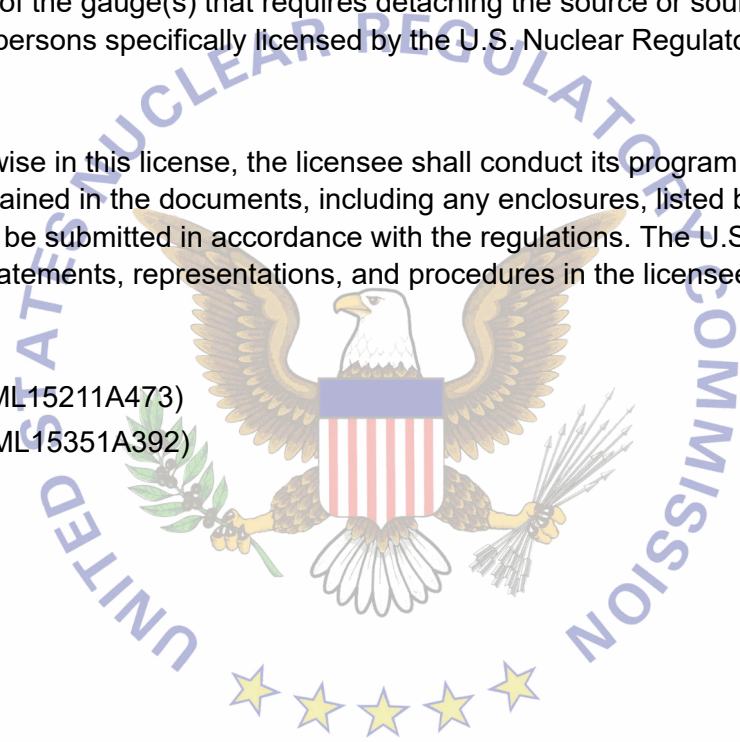 of the gauge(s) that requires detaching the source or sou
persons specifically licensed by the U.S. Nuclear Regulato
wise in this license, the licensee shall conduct its program
ained in the documents, including any enclosures, listed b
be submitted in accordance with the regulations. The U.S
atements, representations, and procedures in the licensee
ML15211A473)
ML15351A392)
UNITED STATES NUCLEAR REGULATORY COMMISSION